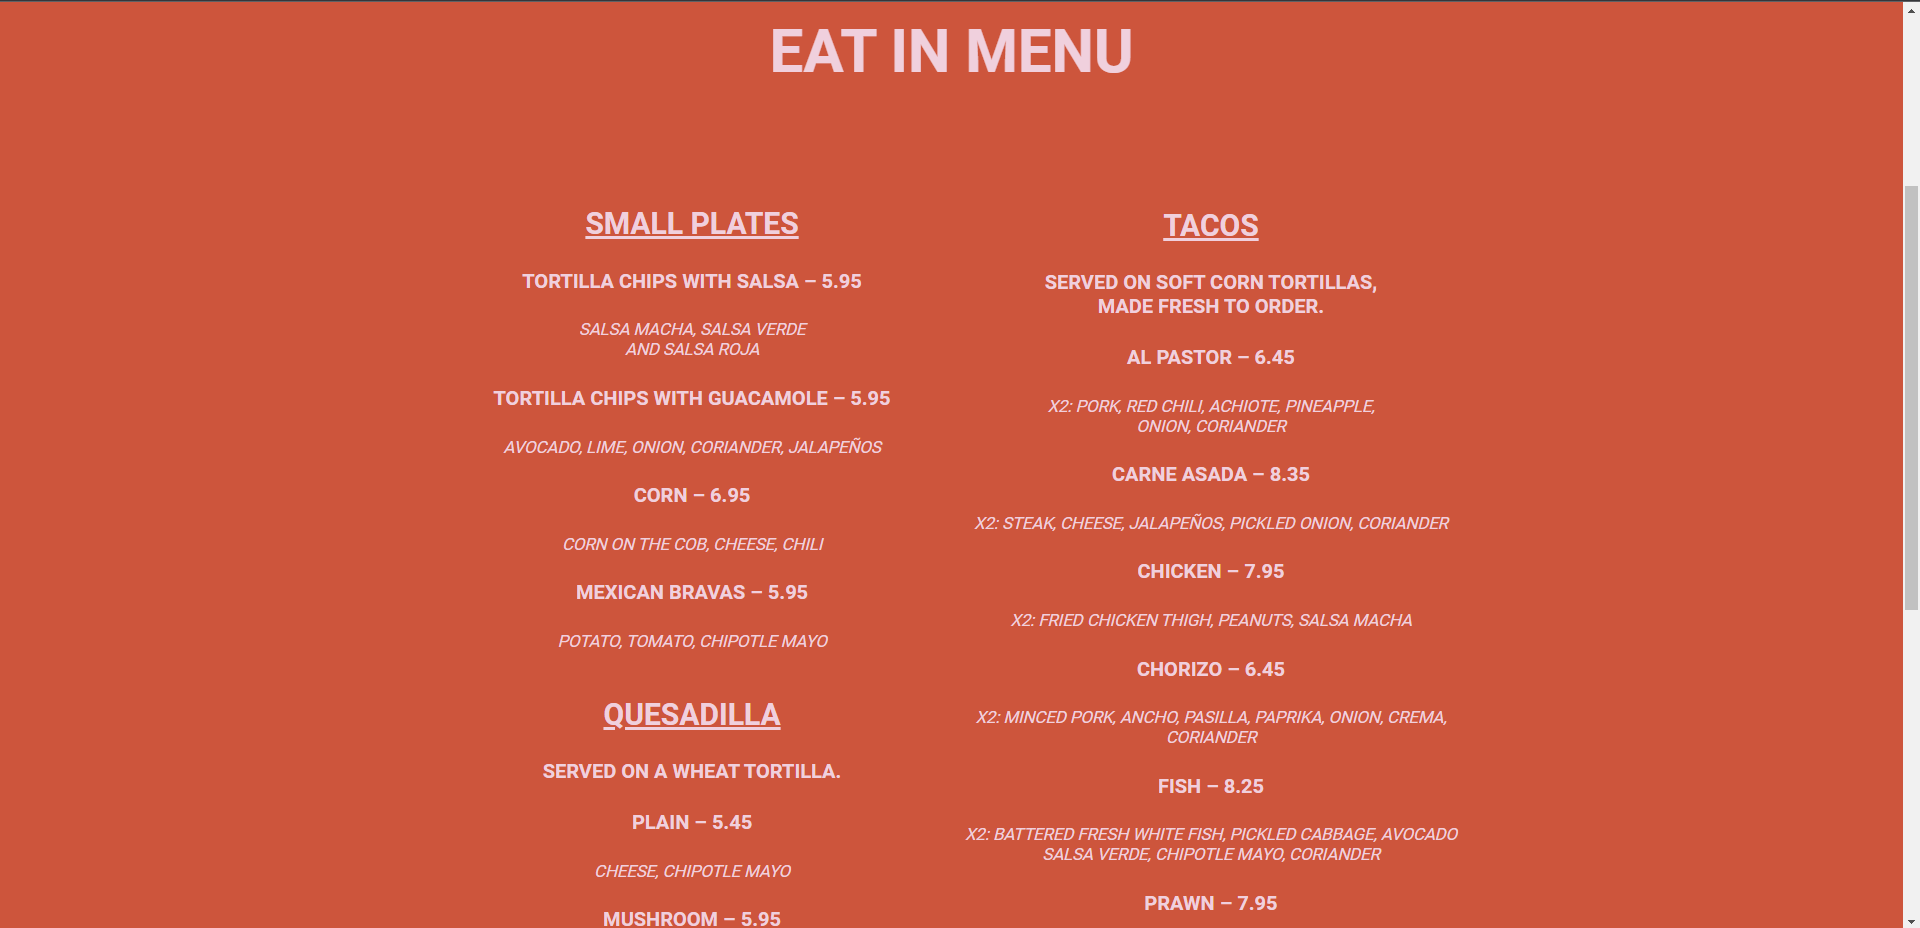 EAT IN MENU
SMALL PLATES
TORTILLA CHIPS WITH SALSA – 5.95
SALSA MACHA, SALSA VERDE
AND SALSA ROJA
TORTILLA CHIPS WITH GUACAMOLE – 5.95
AVOCADO, LIME, ONION, CORIANDER, JALAPEÑOS
CORN – 6.95
CORN ON THE COB, CHEESE, CHILI
MEXICAN BRAVAS – 5.95
POTATO, TOMATO, CHIPOTLE MAYO
QUESADILLA
SERVED ON A WHEAT TORTILLA.
PLAIN – 5.45
CHEESE, CHIPOTLE MAYO
MUSHROOM – 5.95
TACOS
SERVED ON SOFT CORN TORTILLAS,
MADE FRESH TO ORDER.
AL PASTOR – 6.45
X2: PORK, RED CHILI, ACHIOTE, PINEAPPLE,
ONION, CORIANDER
CARNE ASADA – 8.35
X2: STEAK, CHEESE, JALAPEÑOS, PICKLED ONION, CORIANDER
CHICKEN – 7.95
X2: FRIED CHICKEN THIGH, PEANUTS, SALSA MACHA
CHORIZO – 6.45
X2: MINCED PORK, ANCHO, PASILLA, PAPRIKA, ONION, CREMA,
CORIANDER
FISH – 8.25
X2: BATTERED FRESH WHITE FISH, PICKLED CABBAGE, AVOCADO
SALSA VERDE, CHIPOTLE MAYO, CORIANDER
PRAWN – 7.95